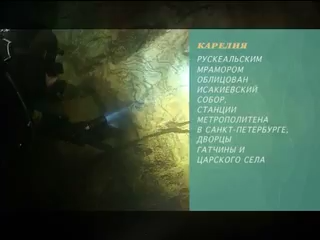 КАРЕЛИЯ
РУСКЕАЛЬСКИМ
МРАМОРОМ
ОБЛИЦОВАН
ИСАКИЕВСКИЙ
СОБОР,
СТАНЦИИ
МЕТРОПОЛИТЕНА
В САНКТ-ПЕТЕРБУРГЕ,
ДВОРЦЫ
ГАТЧИНЫ И
ЦАРСКОГО СЕЛА